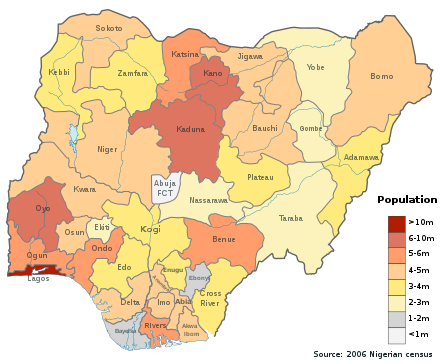 Sokoto
Katsina
Jigawa
Yobe
Borno
Kebbi
Zamfara
Kano
Kaduna
Bauchi
Gombe
Adamawa
Niger
Plateau
Abuja
FCT
Kwara
Nassarawa
Taraba
Oyo
Ekiti
Kogi
Benue
Osun
Ogun
Ondo
Lagos
Edo
Enugu
Ebonyi
Cross
River
Delta
Imo
Abia
Bayelsa
Rivers
Akwa
Ibom
Population
>10m
6-10m
5-6m
4-5m
3-4m
2-3m
1-2m
<1m
Source: 2006 Nigerian census